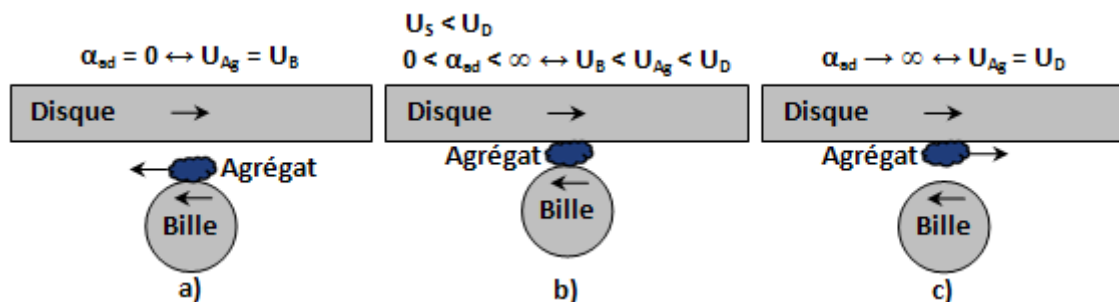 U_S < U_D
α_ad = 0 ↔ U_Ag = U_B
0 < α_ad < ∞ ↔ U_B < U_Ag < U_D
α_ad → ∞ ↔ U_Ag = U_D
Disque →
Disque →
Disque →
← Agrégat
Agrégat
Agrégat →
← Bille
← Bille
← Bille
a)
b)
c)